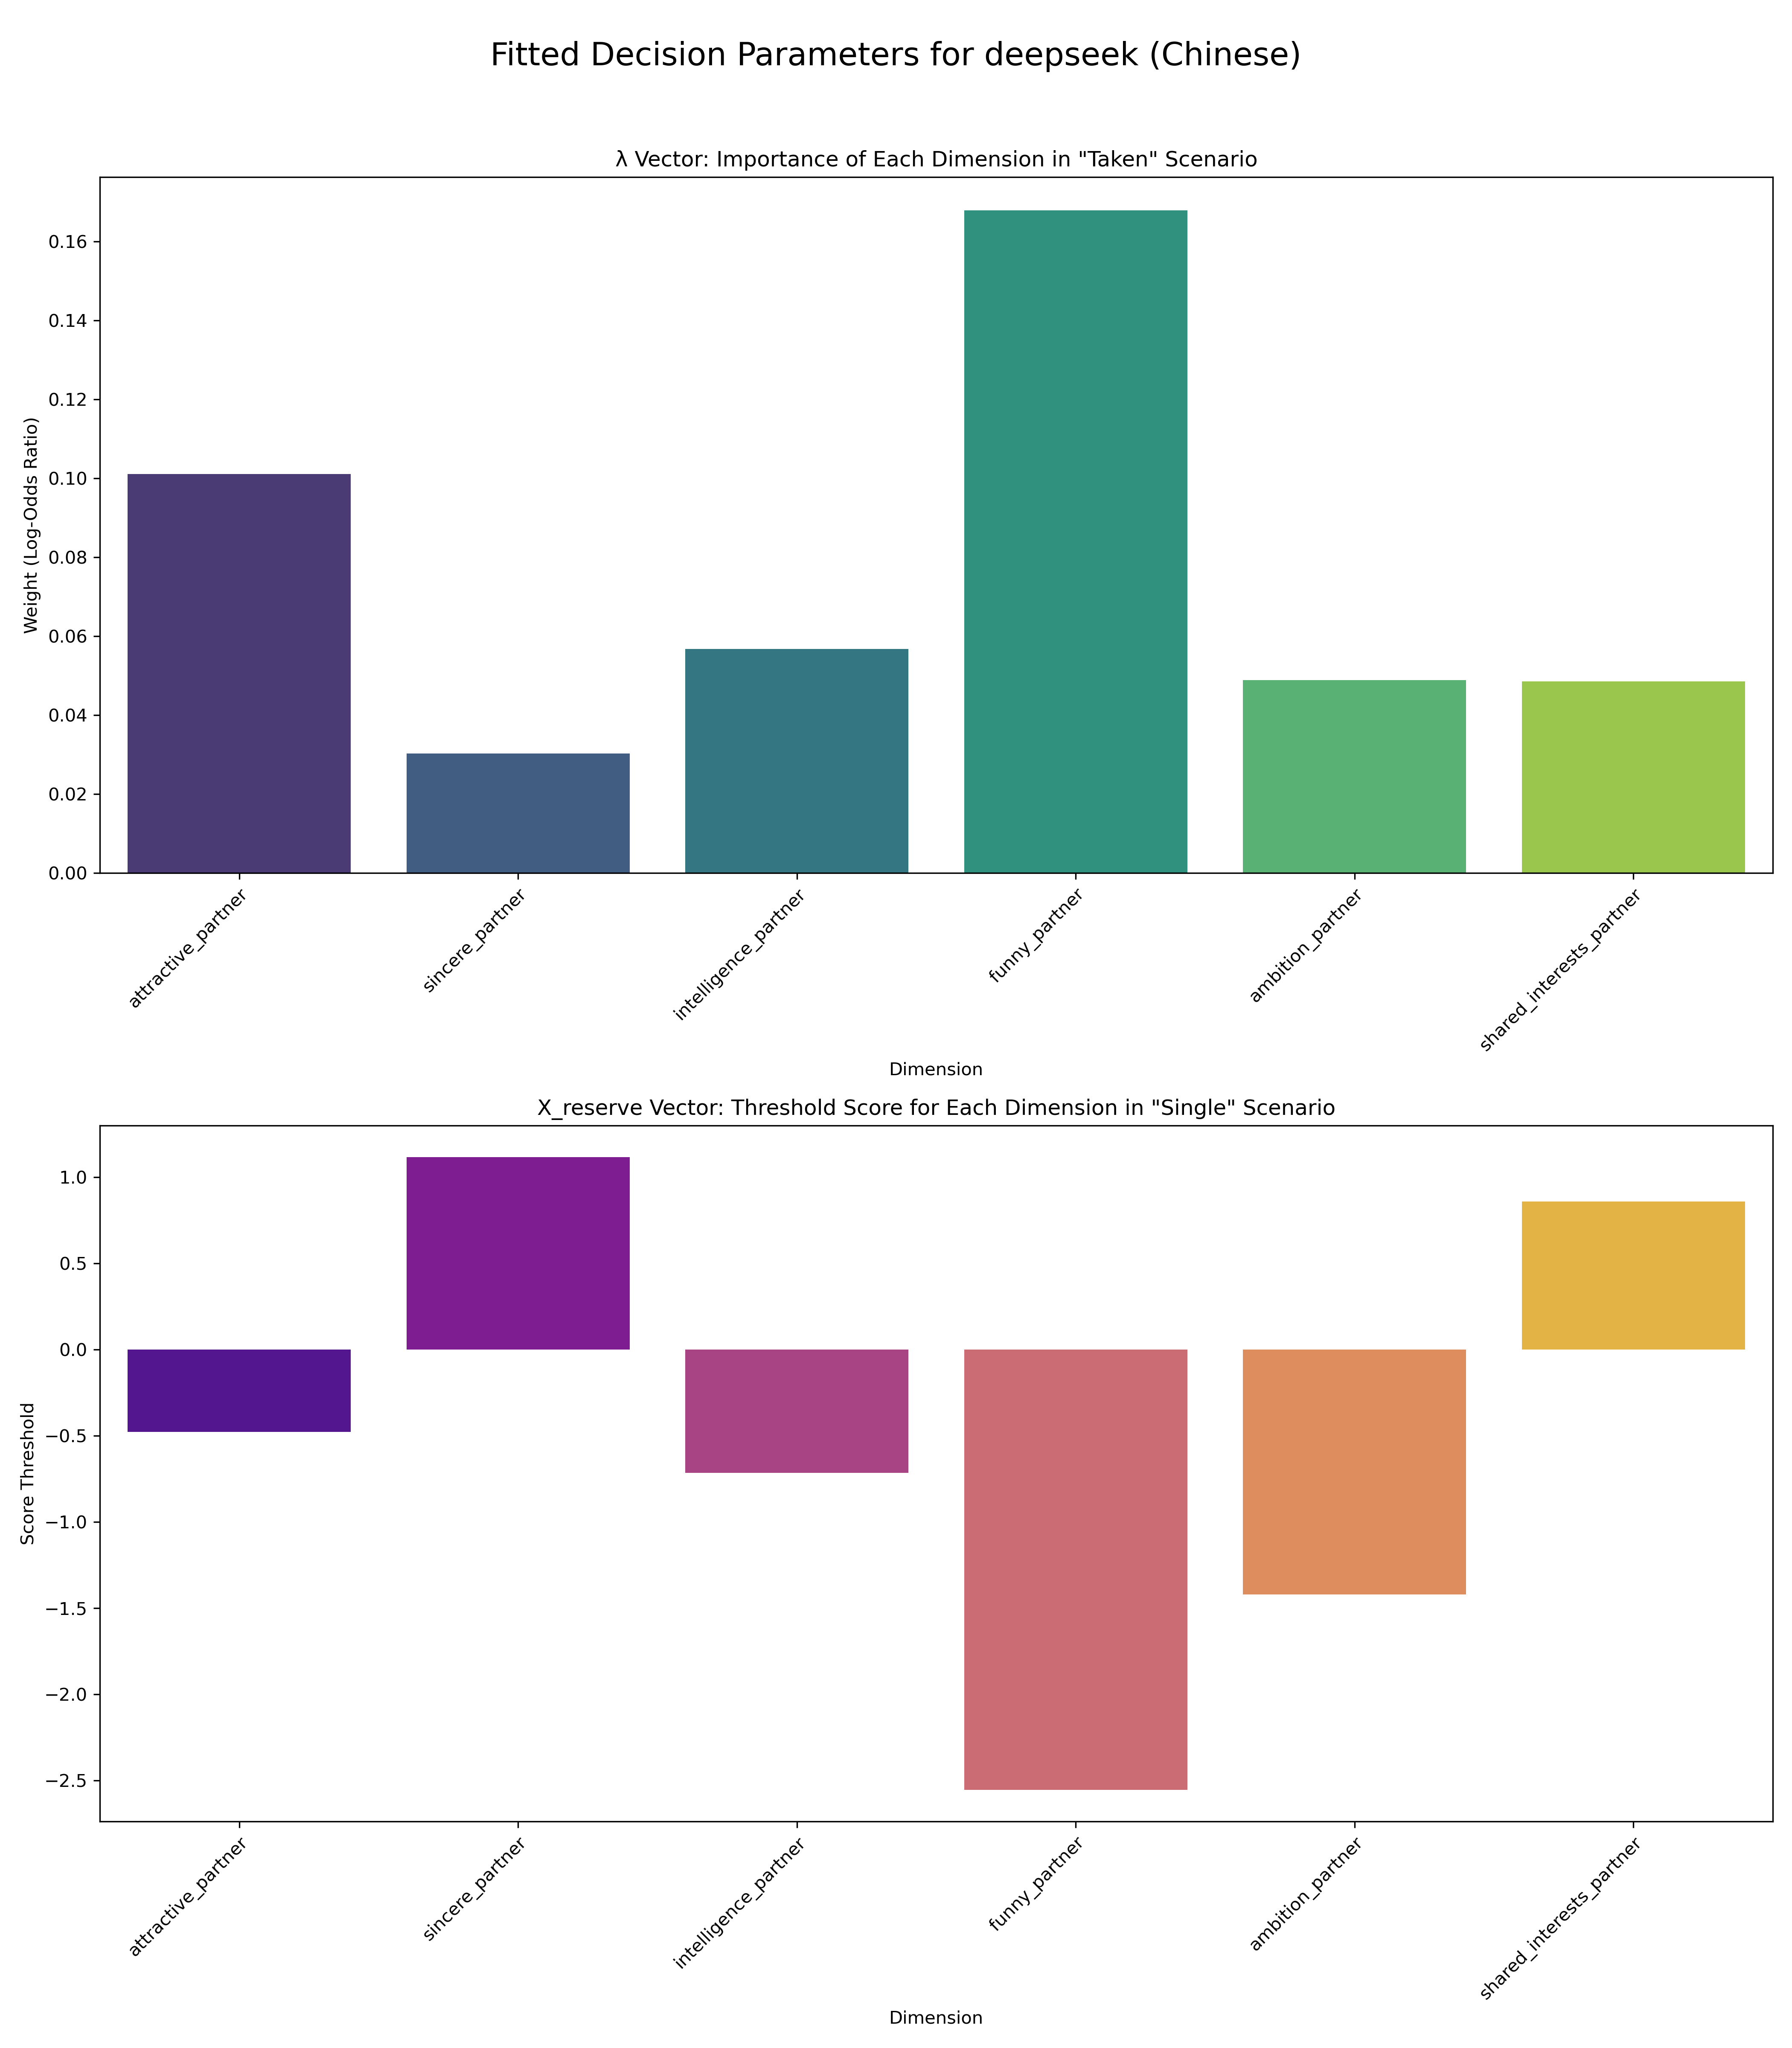 Fitted Decision Parameters for deepseek (Chinese)
λ Vector: Importance of Each Dimension in "Taken" Scenario
Weight (Log-Odds Ratio)
0.16
0.14
0.12
0.10
0.08
0.06
0.04
0.02
0.00
attractive_partner
sincere_partner
intelligence_partner
funny_partner
ambition_partner
shared_interests_partner
Dimension
X_reserve Vector: Threshold Score for Each Dimension in "Single" Scenario
Score Threshold
1.0
0.5
0.0
−0.5
−1.0
−1.5
−2.0
−2.5
attractive_partner
sincere_partner
intelligence_partner
funny_partner
ambition_partner
shared_interests_partner
Dimension